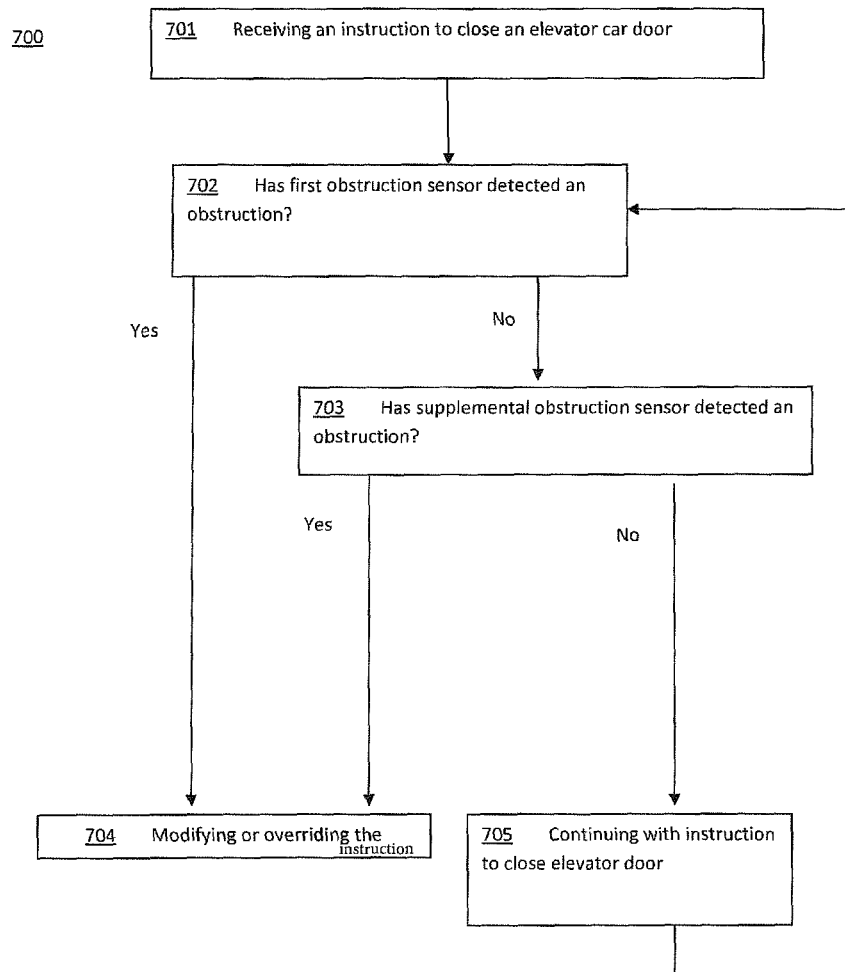 700
701 Receiving an instruction to close an elevator car door
702 Has first obstruction sensor detected an
obstruction?
Yes
No
703 Has supplemental obstruction sensor detected an
obstruction?
Yes
No
704 Modifying or overriding the instruction
705 Continuing with instruction
to close elevator door